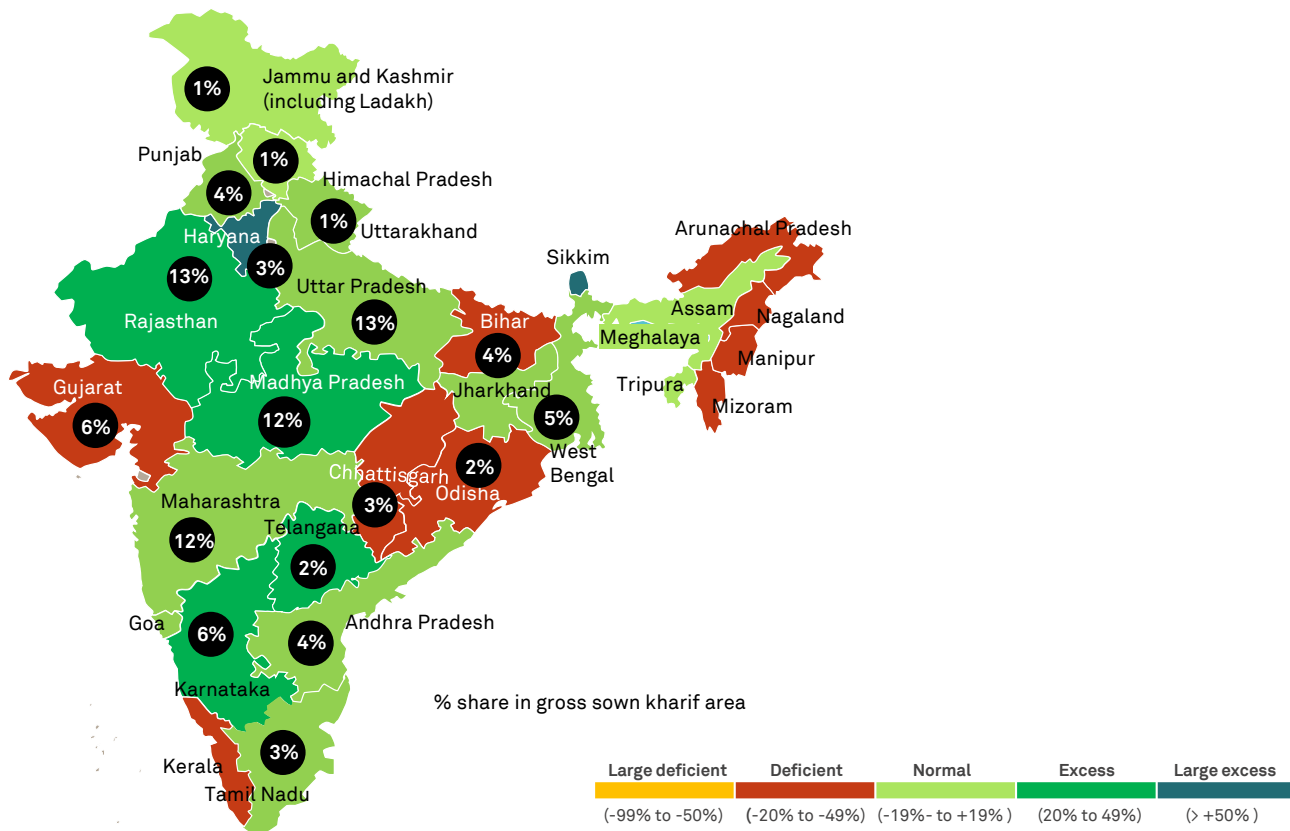 1%
Jammu and Kashmir
(including Ladakh)
Punjab
1%
Himachal Pradesh
4%
1%
Uttarakhand
Arunachal Pradesh
Haryana
Sikkim
3%
13%
Uttar Pradesh
Rajasthan
13%
Bihar
Assam
Nagaland
Meghalaya
4%
Manipur
Gujarat
Madhya Pradesh
Jharkhand
Tripura
Mizoram
6%
12%
5%
West
Bengal
2%
Chhattisgarh
Odisha
Maharashtra
3%
Telangana
12%
2%
Goa
6%
Andhra Pradesh
4%
Karnataka
% share in gross sown kharif area
3%
Kerala
Tamil Nadu
Large deficient Deficient Normal Excess Large excess
(-99% to -50%) (-20% to -49%) (-19%- to +19%) (20% to 49%) (> +50% )